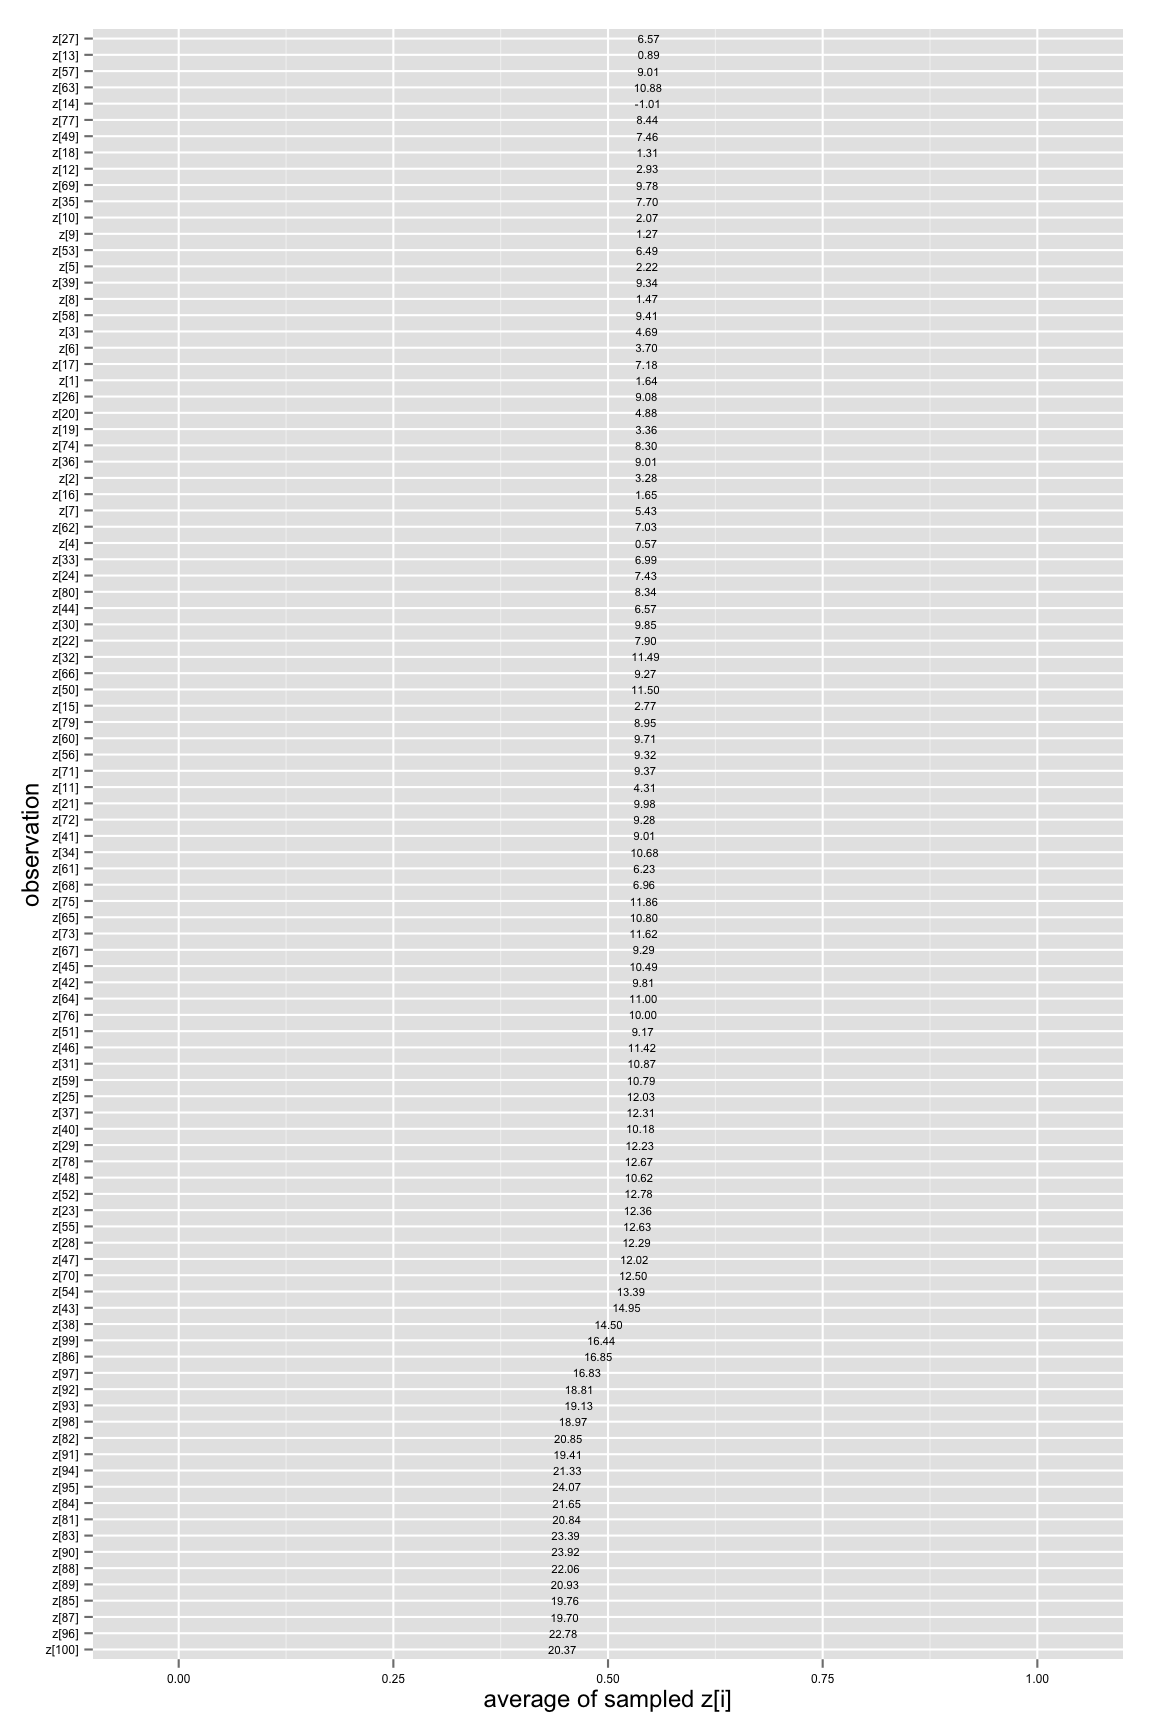 z[27] 6.57
z[13] 0.89
z[57] 9.01
z[63] 10.88
z[14] -1.01
z[77] 8.44
z[49] 7.46
z[18] 1.31
z[12] 2.93
z[69] 9.78
z[35] 7.70
z[10] 2.07
z[9] 1.27
z[53] 6.49
z[5] 2.22
z[39] 9.34
z[8] 1.47
z[58] 9.41
z[3] 4.69
z[6] 3.70
z[17] 7.18
z[1] 1.64
z[26] 9.08
z[20] 4.88
z[19] 3.36
z[74] 8.30
z[36] 9.01
z[2] 3.28
z[16] 1.65
z[7] 5.43
z[62] 7.03
z[4] 0.57
z[33] 6.99
z[24] 7.43
z[80] 8.34
z[44] 6.57
z[30] 9.85
z[22] 7.90
z[32] 11.49
z[66] 9.27
z[50] 11.50
z[15] 2.77
z[79] 8.95
z[60] 9.71
z[56] 9.32
z[71] 9.37
z[11] 4.31
z[21] 9.98
z[72] 9.28
z[41] 9.01
z[34] 10.68
z[61] 6.23
z[68] 6.96
z[75] 11.86
z[65] 10.80
z[73] 11.62
z[67] 9.29
z[45] 10.49
z[42] 9.81
z[64] 11.00
z[76] 10.00
z[51] 9.17
z[46] 11.42
z[31] 10.87
z[59] 10.79
z[25] 12.03
z[37] 12.31
z[40] 10.18
z[29] 12.23
z[78] 12.67
z[48] 10.62
z[52] 12.78
z[23] 12.36
z[55] 12.63
z[28] 12.29
z[47] 12.02
z[70] 12.50
z[54] 13.39
z[43] 14.95
z[38] 14.50
z[99] 16.44
z[86] 16.85
z[97] 16.83
z[92] 18.81
z[93] 19.13
z[98] 18.97
z[82] 20.85
z[91] 19.41
z[94] 21.33
z[95] 24.07
z[84] 21.65
z[81] 20.84
z[83] 23.39
z[90] 23.92
z[88] 22.06
z[89] 20.93
z[85] 19.76
z[87] 19.70
z[96] 22.78
z[100] 20.37
observation
0.00 0.25 0.50 0.75 1.00
average of sampled z[i]